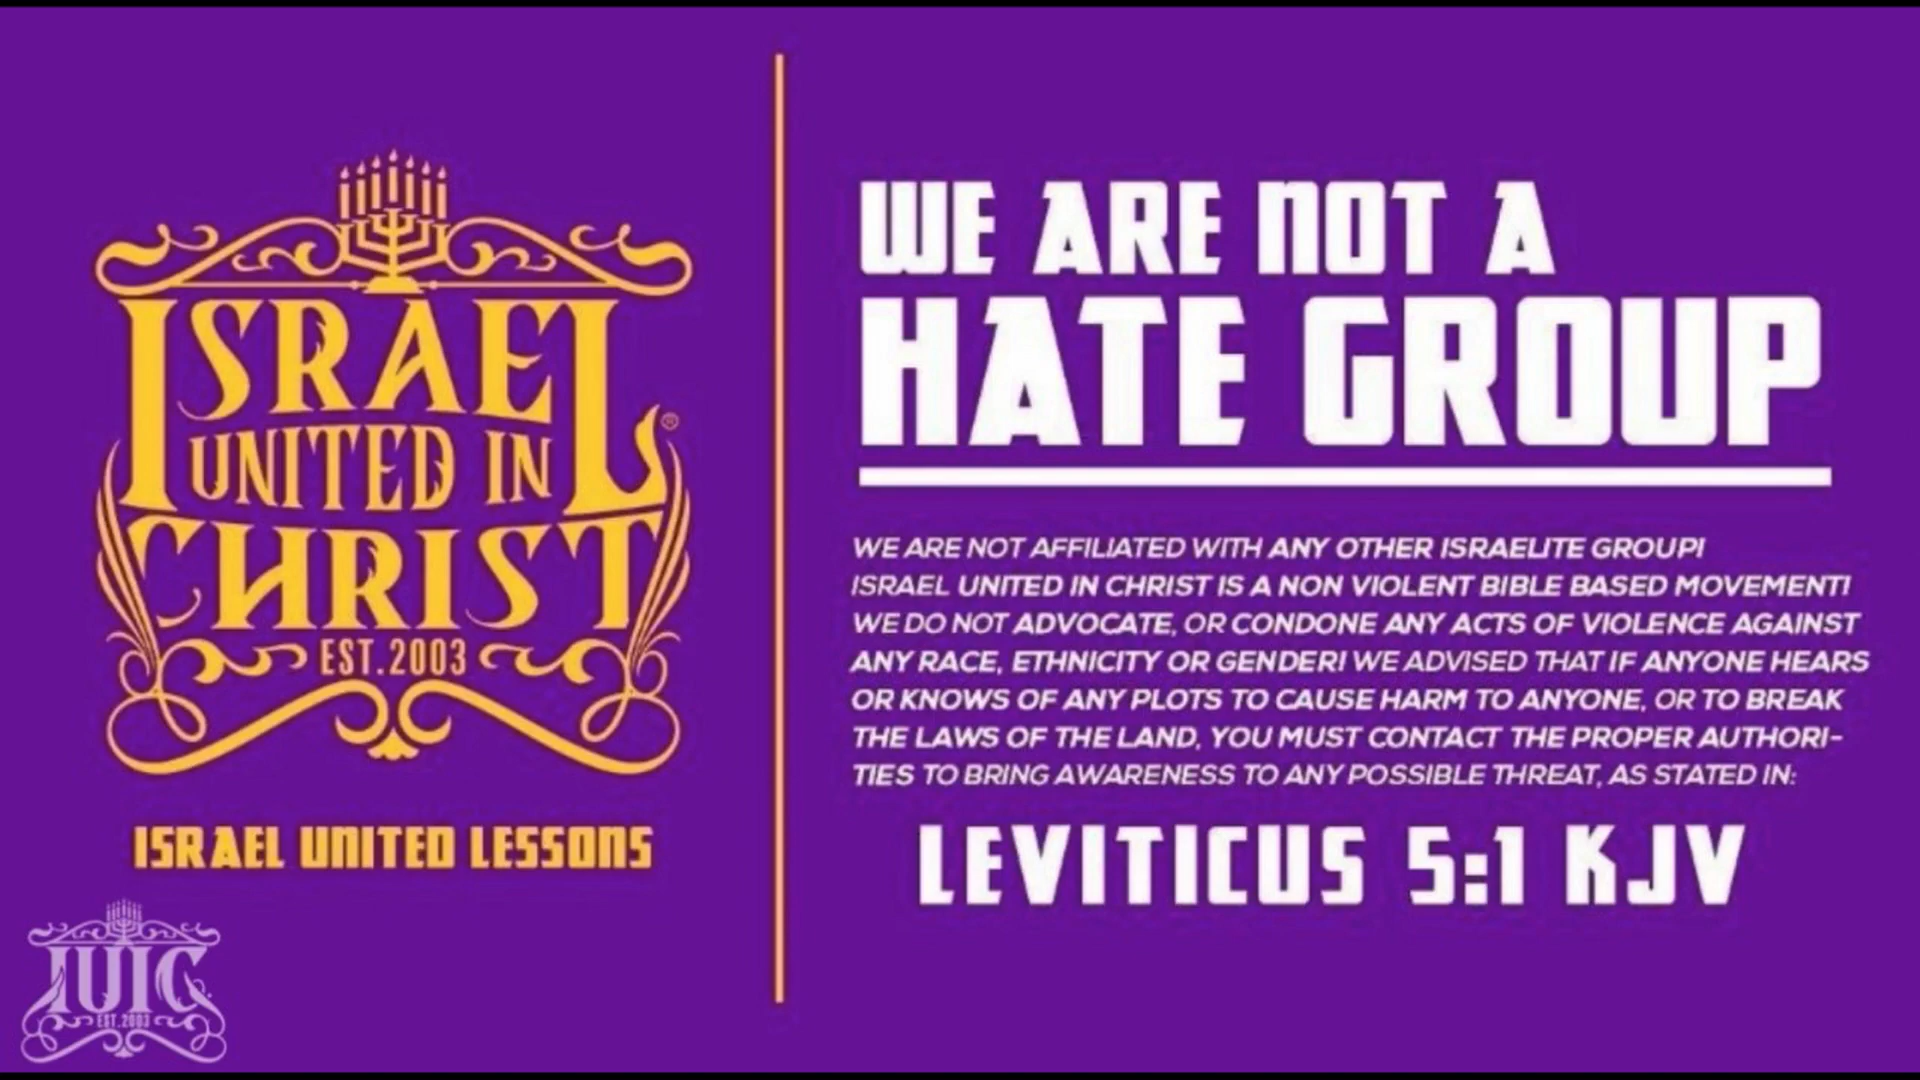 ISRAEL
UNITED IN
CHRIST
®
EST.2003
ISRAEL UNITED LESSONS
IUIC
EST.2003
WE ARE NOT A
HATE GROUP
WE ARE NOT AFFILIATED WITH ANY OTHER ISRAELITE GROUP!
ISRAEL UNITED IN CHRIST IS A NON VIOLENT BIBLE BASED MOVEMENT!
WE DO NOT ADVOCATE, OR CONDONE ANY ACTS OF VIOLENCE AGAINST
ANY RACE, ETHNICITY OR GENDER! WE ADVISED THAT IF ANYONE HEARS
OR KNOWS OF ANY PLOTS TO CAUSE HARM TO ANYONE, OR TO BREAK
THE LAWS OF THE LAND, YOU MUST CONTACT THE PROPER AUTHORI-
TIES TO BRING AWARENESS TO ANY POSSIBLE THREAT, AS STATED IN:
LEVITICUS 5:1 KJV